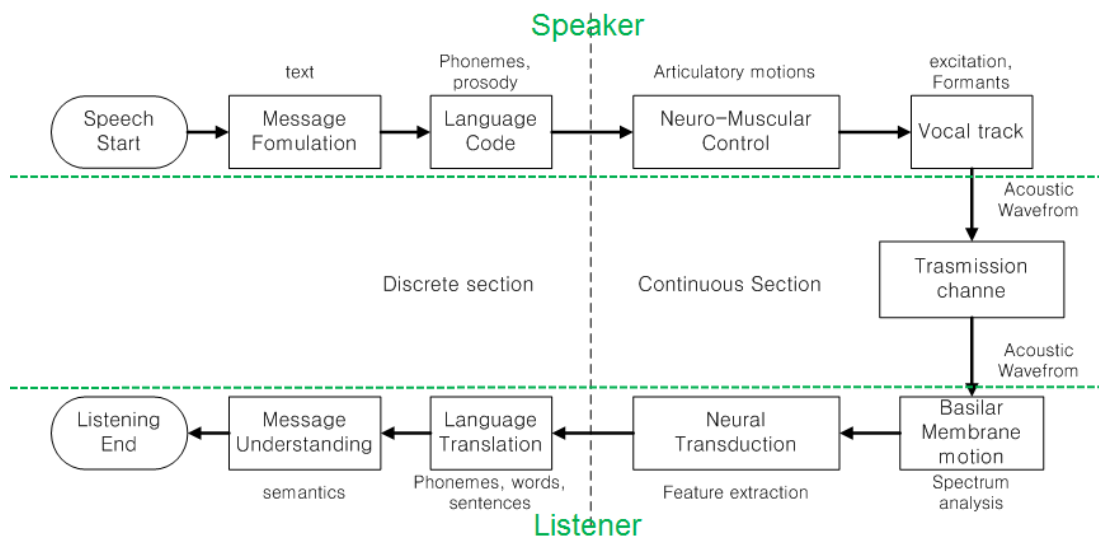 Speaker
text
Phonemes,
prosody
Articulatory motions
excitation,
Formants
Speech
Start
Message
Fomulation
Language
Code
Neuro-Muscular
Control
Vocal track
Acoustic
Wavefrom
Discrete section
Continuous Section
Trasmission
channe
Acoustic
Wavefrom
Listening
End
Message
Understanding
Language
Translation
Neural
Transduction
Basilar
Membrane
motion
semantics
Phonemes, words,
sentences
Feature extraction
Spectrum
analysis
Listener